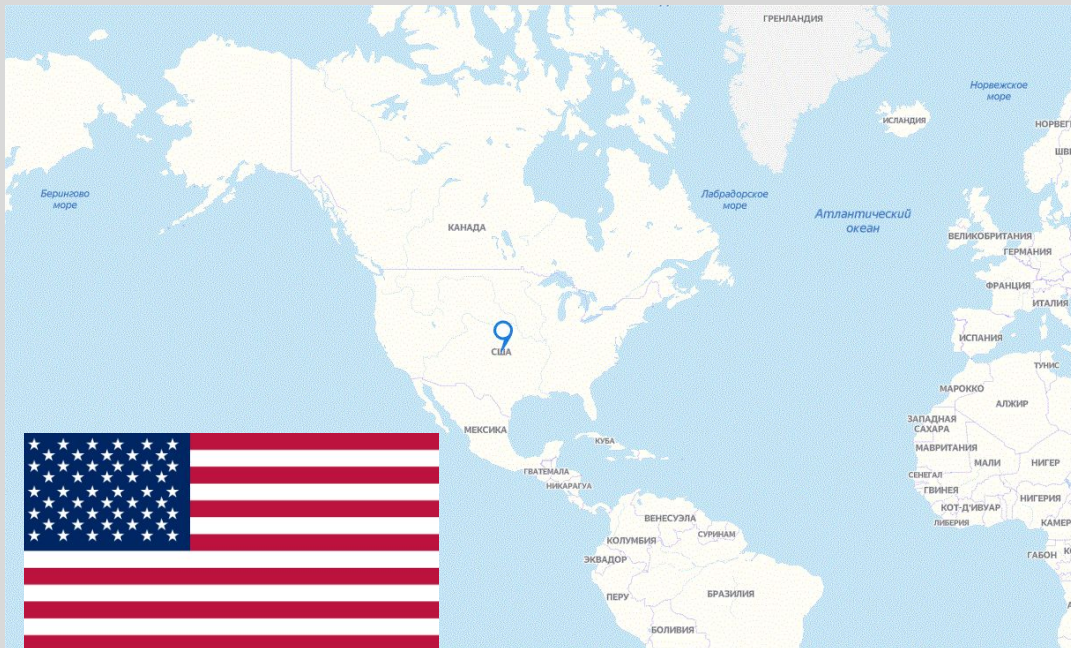 ГРЕНЛАНДИЯ
Норвежское
море
ИСЛАНДИЯ
ШВ
Берингово
море
Лабрадорское
море
Атлантический
океан
КАНАДА
ВЕЛИКОБРИТАНИЯ
ГЕРМАНИЯ
ФРАНЦИЯ
ИТАЛИЯ
ИСПАНИЯ
США
ТУНИС
МАРОККО
АЛЖИР
ЗАПАДНАЯ
САХАРА
МЕКСИКА
КУБА
МАВРИТАНИЯ
МАЛИ
НИГЕР
ГВАТЕМАЛА
СЕНЕГАЛ
НИКАРАГУА
ГВИНЕЯ
НИГЕРИЯ
КОТ-Д'ИВУАР
ВЕНЕСУЭЛА
ЛИБЕРИЯ
КАМЕР
СУРИНАМ
КОЛУМБИЯ
ГАБОН
ЭКВАДОР
ПЕРУ
БРАЗИЛИЯ
БОЛИВИЯ